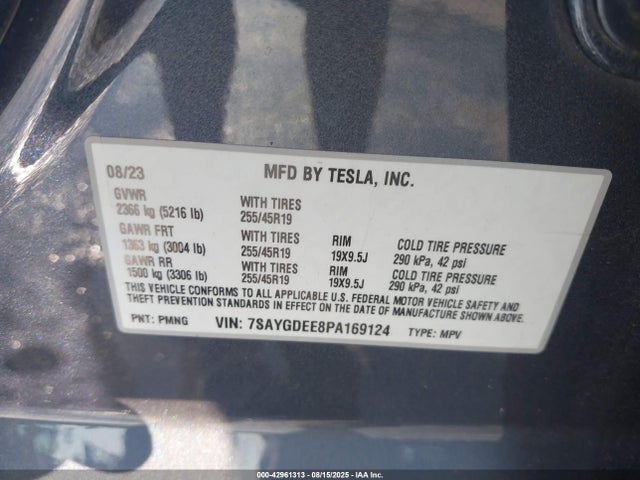 08/23 MFD BY TESLA, INC.
GVWR
2366 kg (5216 lb) WITH TIRES 255/45R19
GAWR FRT
1363 kg (3004 lb) WITH TIRES 255/45R19 RIM 19X9.5J COLD TIRE PRESSURE 290 kPa, 42 psi
GAWR RR
1500 kg (3306 lb) WITH TIRES 255/45R19 RIM 19X9.5J COLD TIRE PRESSURE 290 kPa, 42 psi
THIS VEHICLE CONFORMS TO ALL APPLICABLE U.S. FEDERAL MOTOR VEHICLE SAFETY AND
THEFT PREVENTION STANDARDS IN EFFECT ON THE DATE OF MANUFACTURE SHOWN ABOVE.
PNT: PMNG VIN: 7SAYGDEE8PA169124 TYPE: MPV
000-42961313 - 08/15/2025 - IAA Inc.